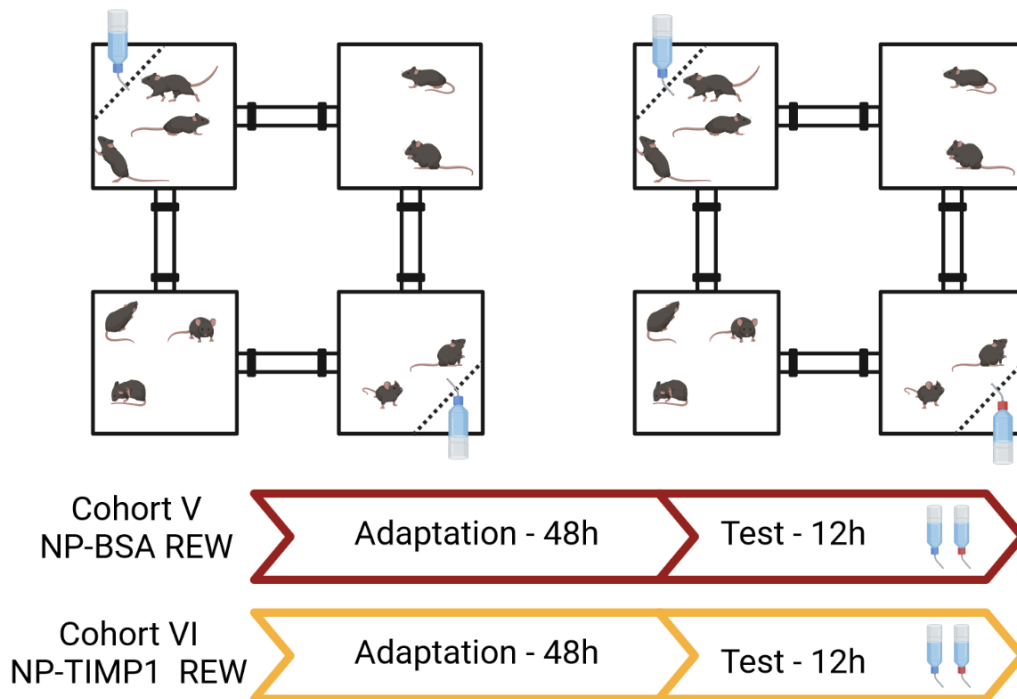 Cohort V
NP-BSA REW
Adaptation - 48h
Test - 12h
Cohort VI
NP-TIMP1 REW
Adaptation - 48h
Test - 12h